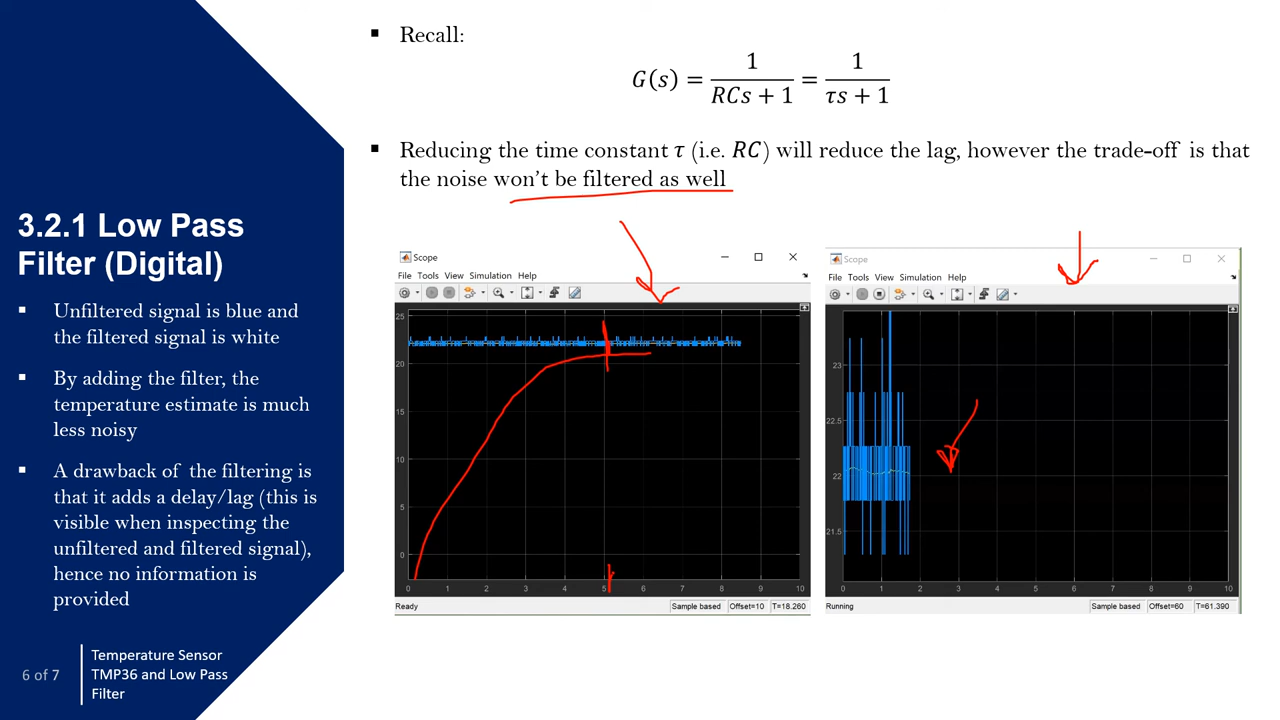 Recall:
G(s) = 1/(RCs + 1) = 1/(τs + 1)
Reducing the time constant τ (i.e. RC) will reduce the lag, however the trade-off is that
the noise won't be filtered as well
3.2.1 Low Pass
Filter (Digital)
Unfiltered signal is blue and
the filtered signal is white
By adding the filter, the
temperature estimate is much
less noisy
A drawback of the filtering is
that it adds a delay/lag (this is
visible when inspecting the
unfiltered and filtered signal),
hence no information is
provided
Scope
File Tools View Simulation Help
25
20
15
10
5
0
0 1 2 3 4 5 6 7 8 9 10
Ready Sample based Offset=10 T=18.260
Scope
File Tools View Simulation Help
23
22.5
22
21.5
0 1 2 3 4 5 6 7 8 9 10
Running Sample based Offset=60 T=61.390
6 of 7
Temperature Sensor
TMP36 and Low Pass
Filter